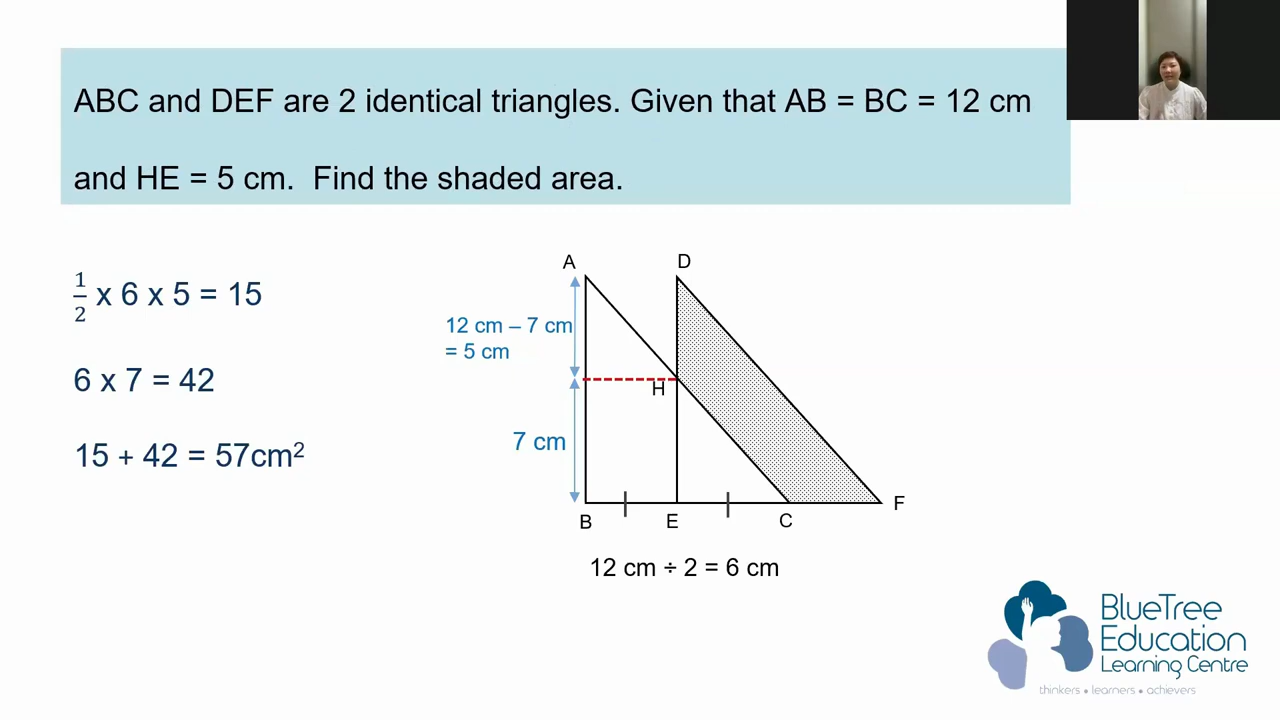 ABC and DEF are 2 identical triangles. Given that AB = BC = 12 cm
and HE = 5 cm. Find the shaded area.
1/2 x 6 x 5 = 15
6 x 7 = 42
15 + 42 = 57cm²
A
D
12 cm – 7 cm
= 5 cm
H
7 cm
B
E
C
F
12 cm ÷ 2 = 6 cm
BlueTree
Education
Learning Centre
thinkers • learners • achievers